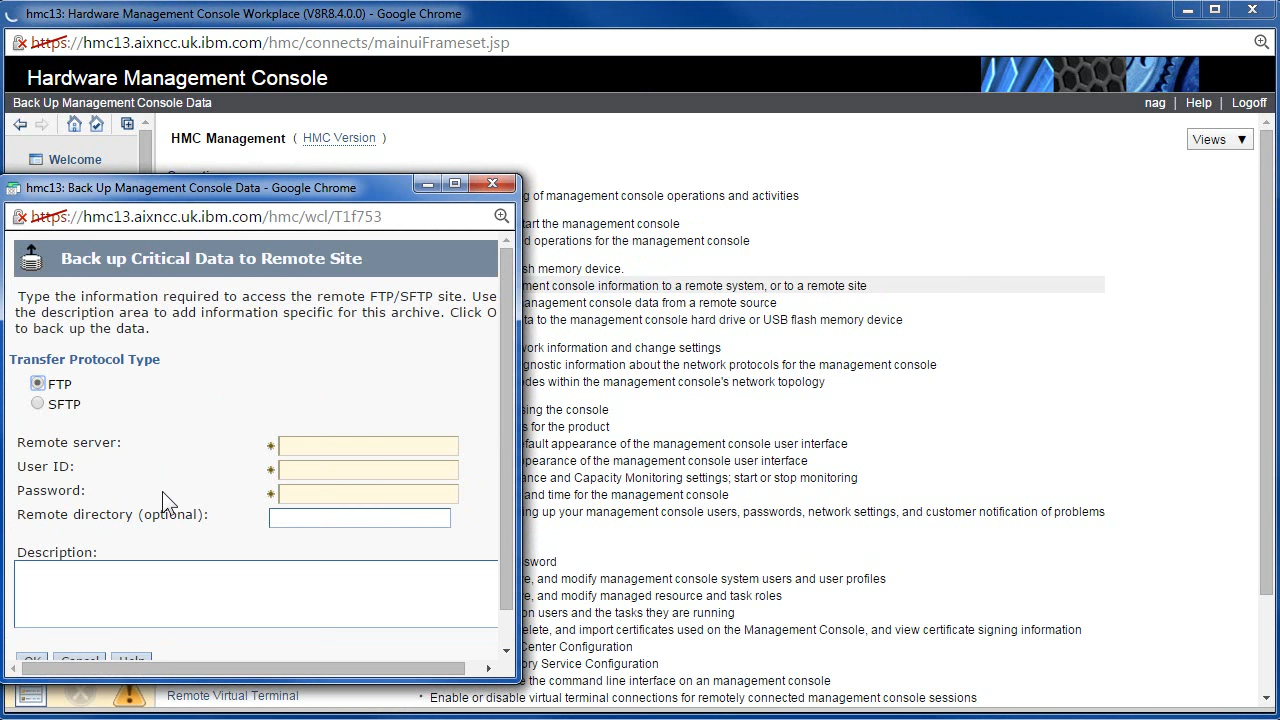 hmc13: Hardware Management Console Workplace (V8R8.4.0.0) - Google Chrome
https://hmc13.aixncc.uk.ibm.com/hmc/connects/mainuiFrameset.jsp
Hardware Management Console
Back Up Management Console Data
nag | Help | Logoff
HMC Management ( HMC Version )
Views
Welcome
g of management console operations and activities
tart the management console
d operations for the management console
sh memory device.
ment console information to a remote system, or to a remote site
anagement console data from a remote source
ta to the management console hard drive or USB flash memory device
work information and change settings
gnostic information about the network protocols for the management console
odes within the management console's network topology
sing the console
s for the product
efault appearance of the management console user interface
pearance of the management console user interface
ance and Capacity Monitoring settings; start or stop monitoring
and time for the management console
ing up your management console users, passwords, network settings, and customer notification of problems
sword
e, and modify management console system users and user profiles
e, and modify managed resource and task roles
on users and the tasks they are running
elete, and import certificates used on the Management Console, and view certificate signing information
Center Configuration
ory Service Configuration
e the command line interface on an management console
Remote Virtual Terminal
Enable or disable virtual terminal connections for remotely connected management console sessions
hmc13: Back Up Management Console Data - Google Chrome
https://hmc13.aixncc.uk.ibm.com/hmc/wcl/T1f753
Back up Critical Data to Remote Site
Type the information required to access the remote FTP/SFTP site. Use
the description area to add information specific for this archive. Click O
to back up the data.
Transfer Protocol Type
FTP
SFTP
Remote server:
User ID:
Password:
Remote directory (optional):
Description:
OK Cancel Help